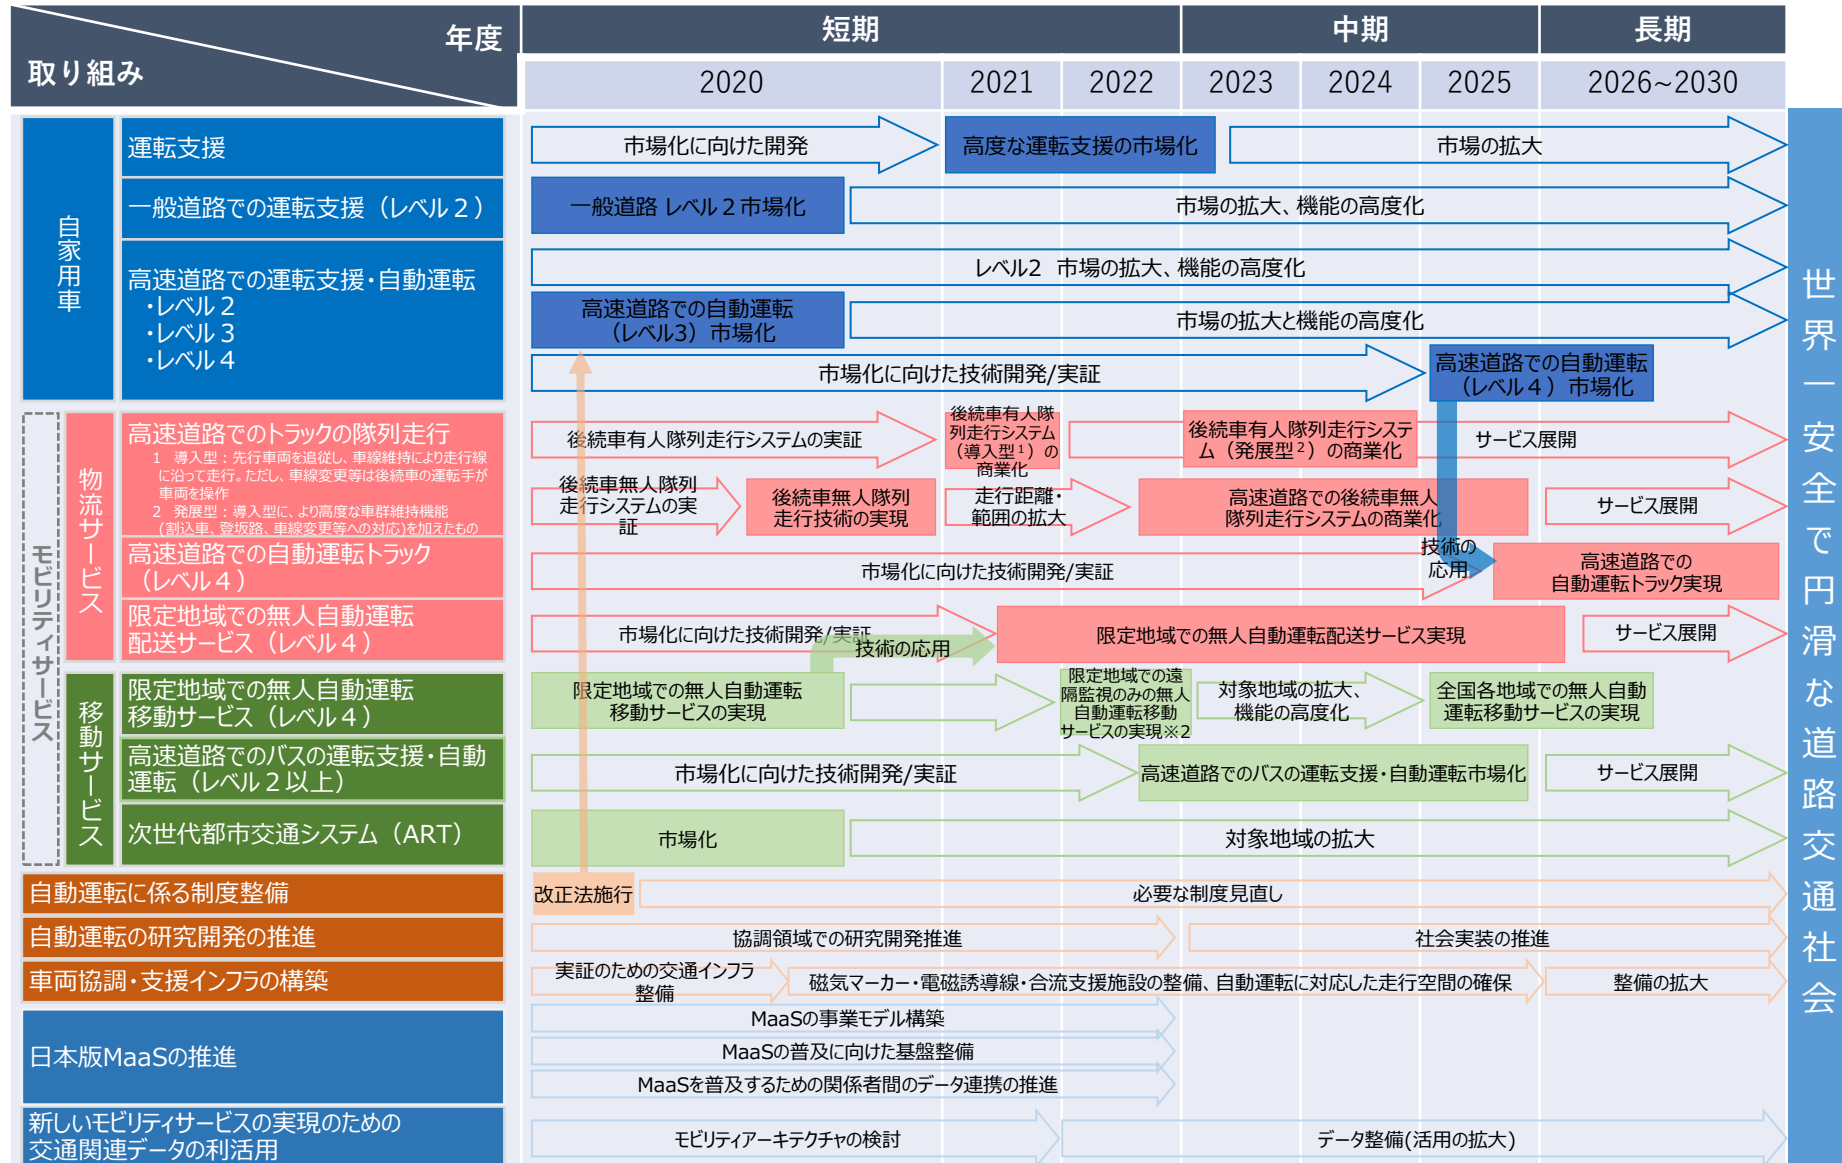 年度
取り組み
短期
中期
長期
2020
2021
2022
2023
2024
2025
2026~2030
自家用車
運転支援
市場化に向けた開発
高度な運転支援の市場化
市場の拡大
一般道路での運転支援（レベル２）
一般道路 レベル２市場化
市場の拡大、機能の高度化
高速道路での運転支援・自動運転
・レベル２
・レベル３
・レベル４
レベル2　市場の拡大、機能の高度化
高速道路での自動運転
（レベル3）市場化
市場の拡大と機能の高度化
市場化に向けた技術開発/実証
高速道路での自動運転
（レベル４）市場化
モビリティサービス
物流サービス
高速道路でのトラックの隊列走行
1　導入型：先行車両を追従し、車線維持により走行線
に沿って走行。ただし、車線変更等は後続車の運転手が
車両を操作
2　発展型：導入型に、より高度な車群維持機能
(割込車、登坂路、車線変更等への対応)を加えたもの
後続車有人隊列走行システムの実証
後続車有人隊
列走行システム
（導入型1）の
商業化
後続車有人隊列走行システ
ム（発展型2）の商業化
サービス展開
後続車無人隊列
走行システムの実
証
後続車無人隊列
走行技術の実現
走行距離・
範囲の拡大
高速道路での後続車無人
隊列走行システムの商業化
サービス展開
高速道路での自動運転トラック
（レベル４）
市場化に向けた技術開発/実証
技術の
応用
高速道路での
自動運転トラック実現
限定地域での無人自動運転
配送サービス（レベル４）
市場化に向けた技術開発/実証
技術の応用
限定地域での無人自動運転配送サービス実現
サービス展開
移動サービス
限定地域での無人自動運転
移動サービス（レベル４）
限定地域での無人自動運転
移動サービスの実現
限定地域での遠
隔監視のみの無人
自動運転移動
サービスの実現※2
対象地域の拡大、
機能の高度化
全国各地域での無人自動
運転移動サービスの実現
高速道路でのバスの運転支援・自動
運転（レベル２以上）
市場化に向けた技術開発/実証
高速道路でのバスの運転支援・自動運転市場化
サービス展開
次世代都市交通システム（ART）
市場化
対象地域の拡大
自動運転に係る制度整備
改正法施行
必要な制度見直し
自動運転の研究開発の推進
協調領域での研究開発推進
社会実装の推進
車両協調・支援インフラの構築
実証のための交通インフラ
整備
磁気マーカー・電磁誘導線・合流支援施設の整備、自動運転に対応した走行空間の確保
整備の拡大
日本版MaaSの推進
MaaSの事業モデル構築
MaaSの普及に向けた基盤整備
MaaSを普及するための関係者間のデータ連携の推進
新しいモビリティサービスの実現のための
交通関連データの利活用
モビリティアーキテクチャの検討
データ整備(活用の拡大)
世界一安全で円滑な道路交通社会